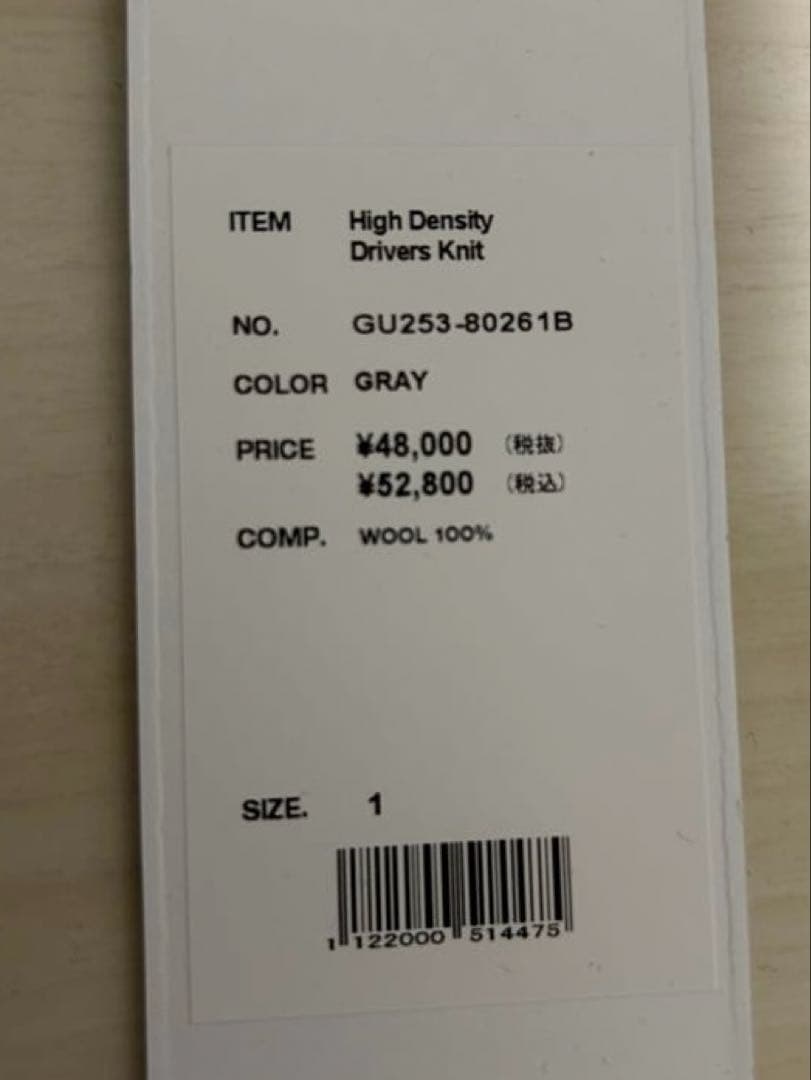 ITEM High Density
Drivers Knit
NO. GU253-80261B
COLOR GRAY
PRICE ¥48,000 (税抜)
¥52,800 (税込)
COMP. WOOL 100%
SIZE. 1
1 122000 514475